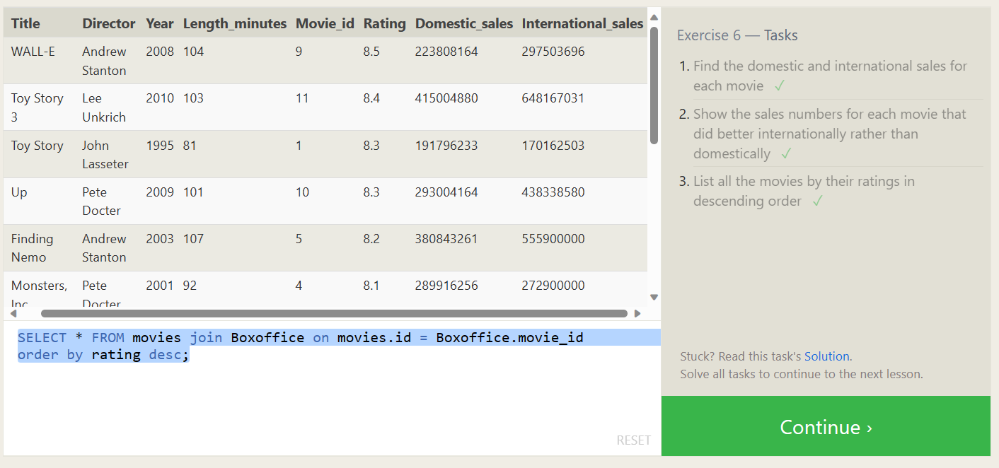 Title Director Year Length_minutes Movie_id Rating Domestic_sales International_sales
WALL-E Andrew Stanton 2008 104 9 8.5 223808164 297503696
Toy Story 3 Lee Unkrich 2010 103 11 8.4 415004880 648167031
Toy Story John Lasseter 1995 81 1 8.3 191796233 170162503
Up Pete Docter 2009 101 10 8.3 293004164 438338580
Finding Nemo Andrew Stanton 2003 107 5 8.2 380843261 555900000
Monsters, Inc Pete Docter 2001 92 4 8.1 289916256 272900000
SELECT * FROM movies join Boxoffice on movies.id = Boxoffice.movie_id
order by rating desc;
RESET
Exercise 6 — Tasks
1. Find the domestic and international sales for
each movie ✓
2. Show the sales numbers for each movie that
did better internationally rather than
domestically ✓
3. List all the movies by their ratings in
descending order ✓
Stuck? Read this task's Solution.
Solve all tasks to continue to the next lesson.
Continue ›